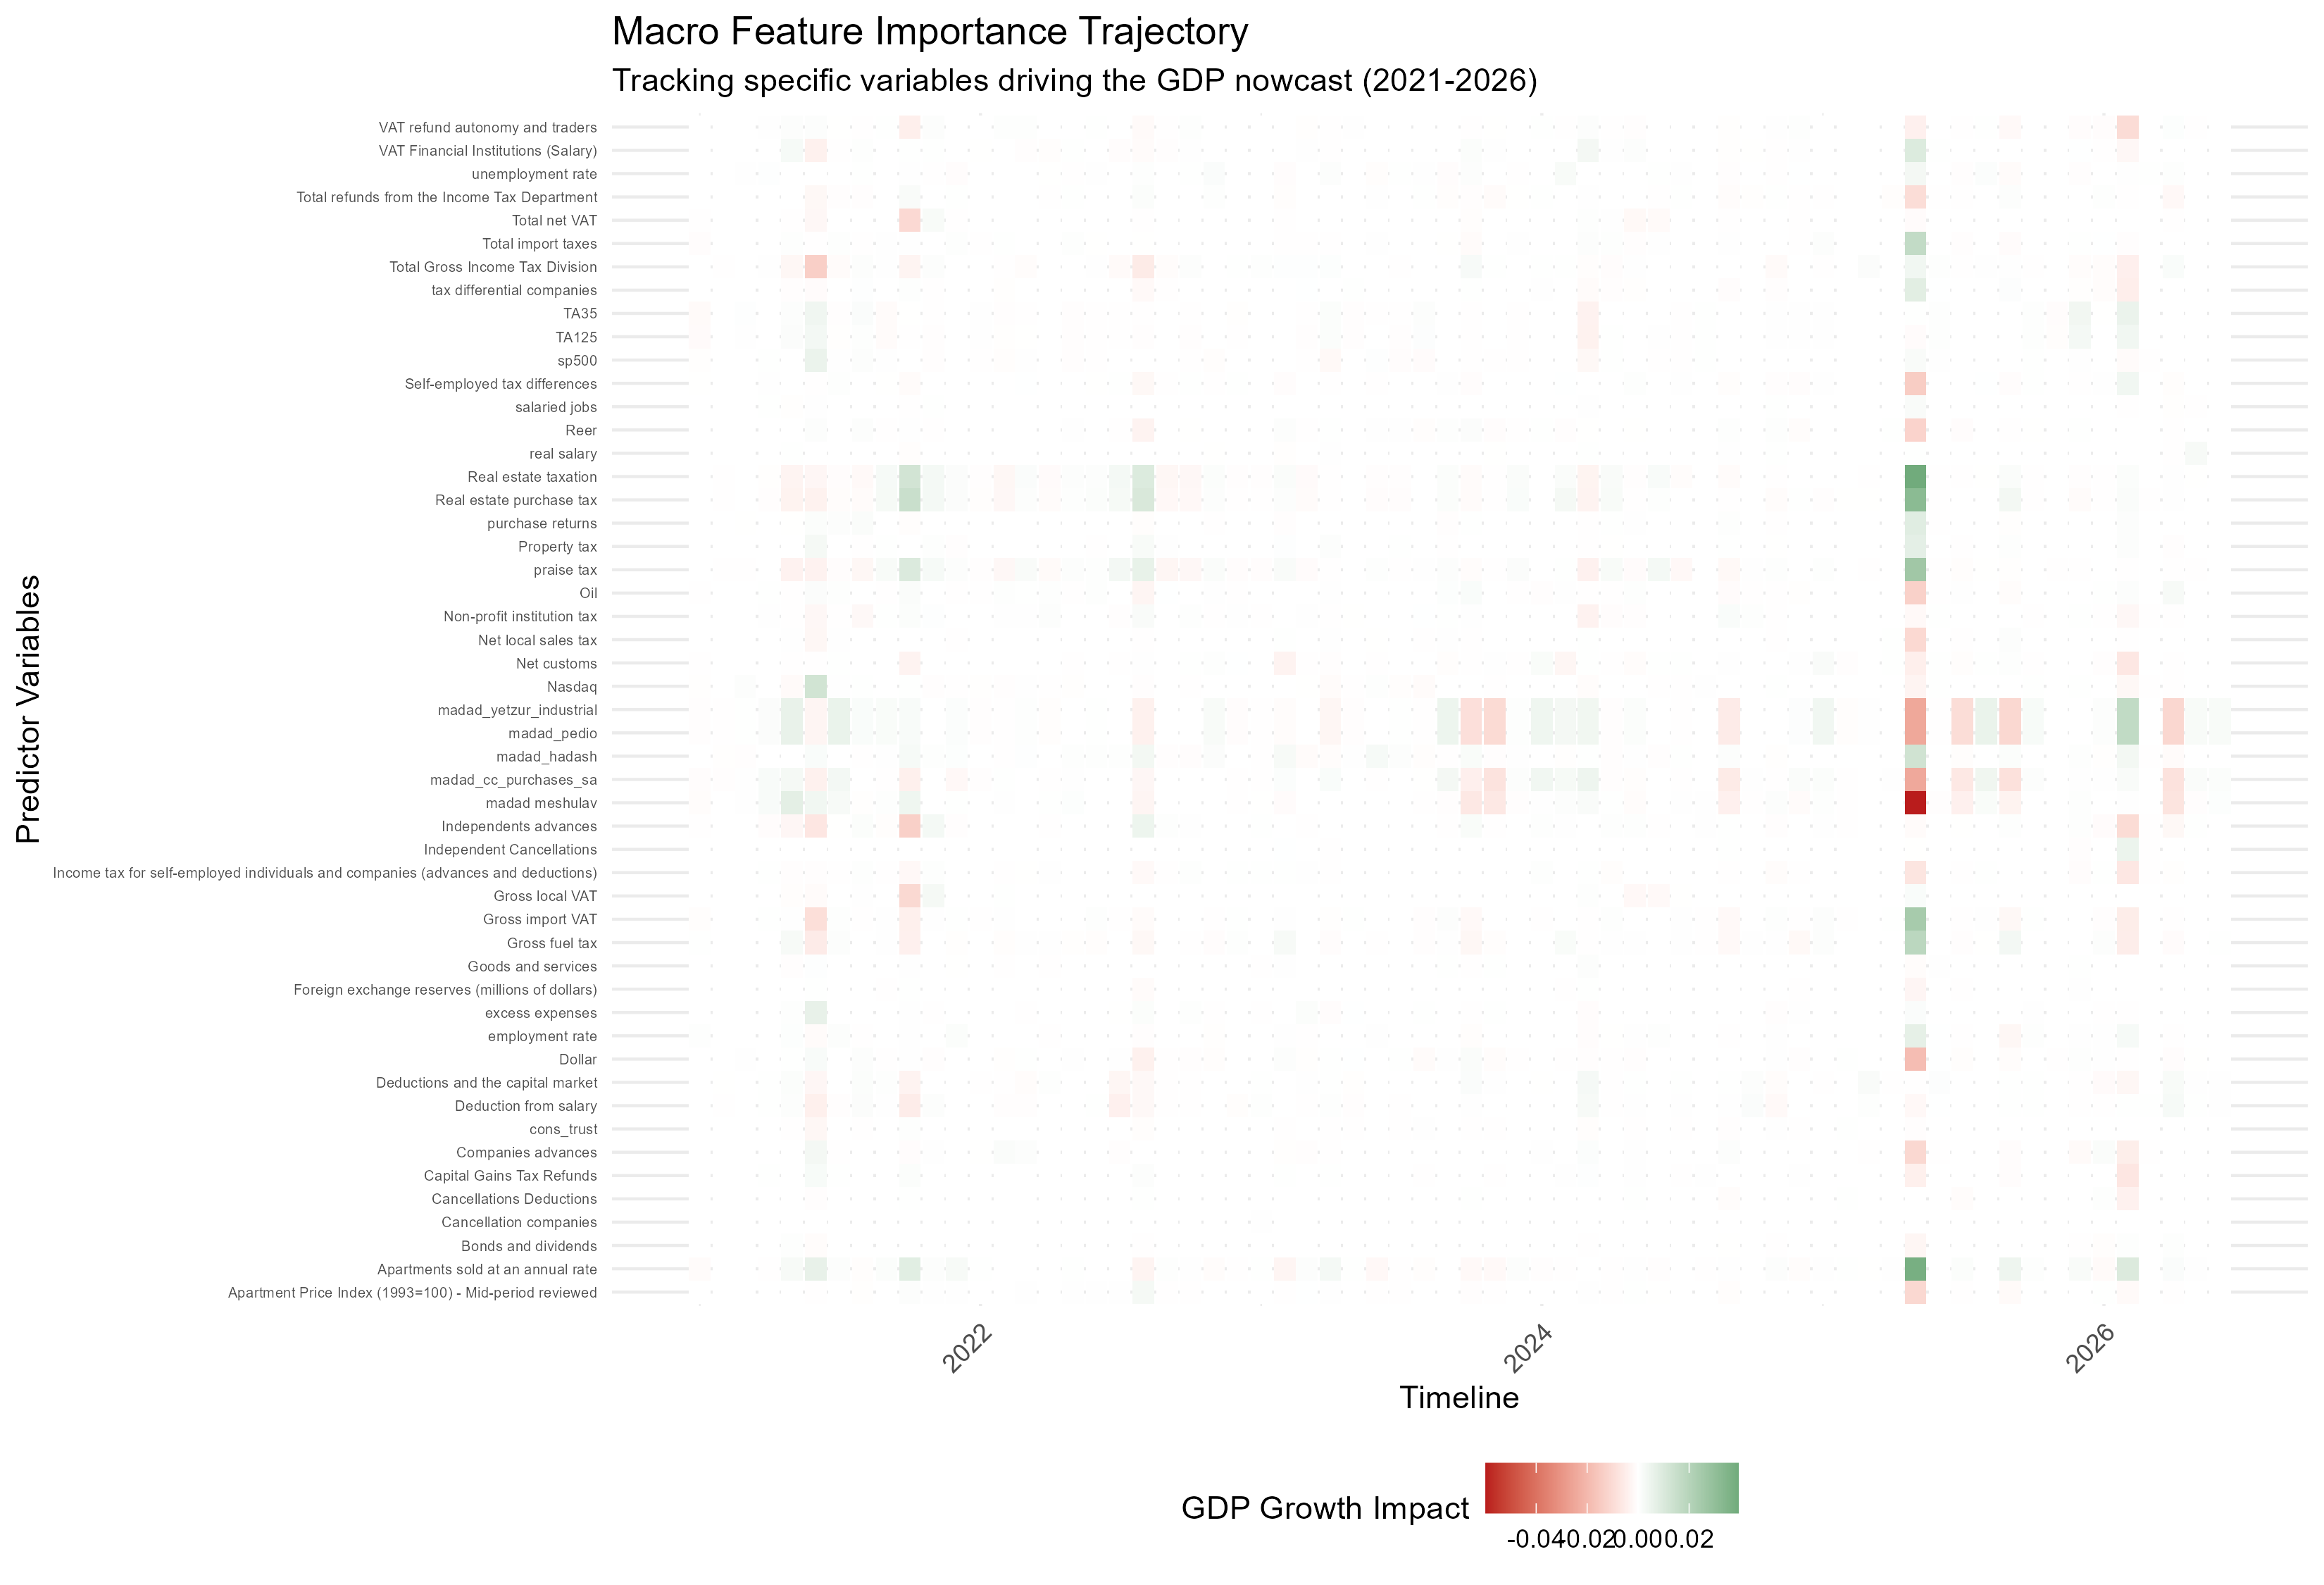 Macro Feature Importance Trajectory
Tracking specific variables driving the GDP nowcast (2021-2026)
Predictor Variables
VAT refund autonomy and traders
VAT Financial Institutions (Salary)
unemployment rate
Total refunds from the Income Tax Department
Total net VAT
Total import taxes
Total Gross Income Tax Division
tax differential companies
TA35
TA125
sp500
Self-employed tax differences
salaried jobs
Reer
real salary
Real estate taxation
Real estate purchase tax
purchase returns
Property tax
praise tax
Oil
Non-profit institution tax
Net local sales tax
Net customs
Nasdaq
madad_yetzur_industrial
madad_pedio
madad_hadash
madad_cc_purchases_sa
madad meshulav
Independents advances
Independent Cancellations
Income tax for self-employed individuals and companies (advances and deductions)
Gross local VAT
Gross import VAT
Gross fuel tax
Goods and services
Foreign exchange reserves (millions of dollars)
excess expenses
employment rate
Dollar
Deductions and the capital market
Deduction from salary
cons_trust
Companies advances
Capital Gains Tax Refunds
Cancellations Deductions
Cancellation companies
Bonds and dividends
Apartments sold at an annual rate
Apartment Price Index (1993=100) - Mid-period reviewed
2022 2024 2026
Timeline
GDP Growth Impact
-0.04 -0.02 0.00 0.02